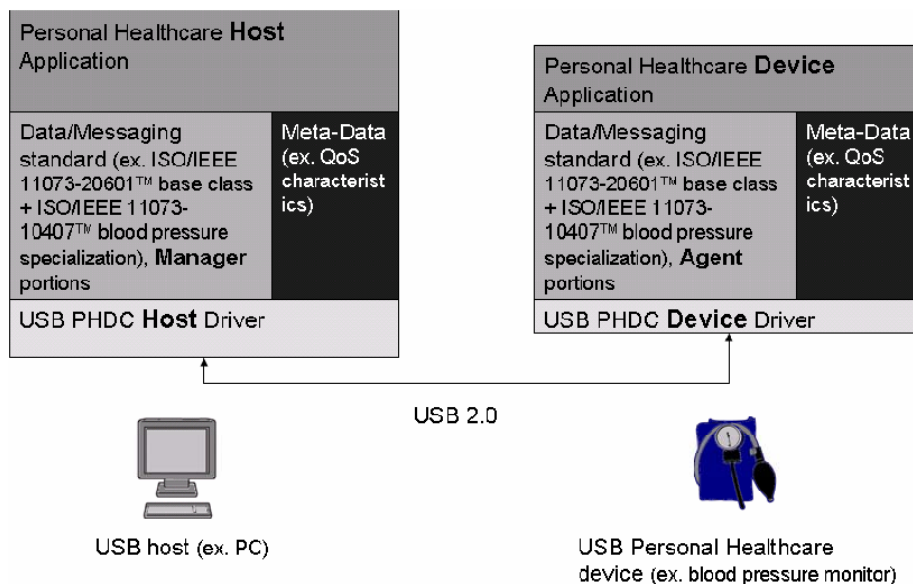 Personal Healthcare Host
Application
Data/Messaging
standard (ex. ISO/IEEE
11073-20601™ base class
+ ISO/IEEE 11073-
10407™ blood pressure
specialization), Manager
portions
Meta-Data
(ex. QoS
characterist
ics)
USB PHDC Host Driver
Personal Healthcare Device
Application
Data/Messaging
standard (ex. ISO/IEEE
11073-20601™ base class
+ ISO/IEEE 11073-
10407™ blood pressure
specialization), Agent
portions
Meta-Data
(ex. QoS
characterist
ics)
USB PHDC Device Driver
USB 2.0
USB host (ex. PC)
USB Personal Healthcare
device (ex. blood pressure monitor)